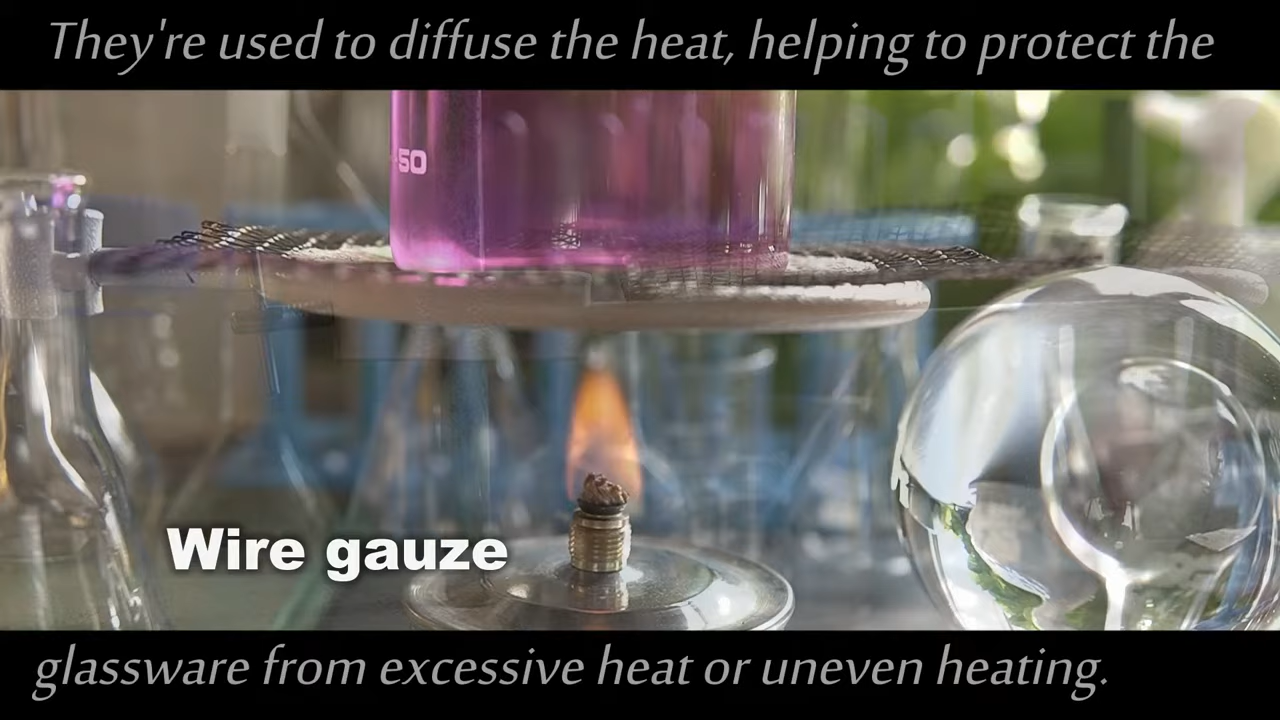 They're used to diffuse the heat, helping to protect the
50
Wire gauze
glassware from excessive heat or uneven heating.